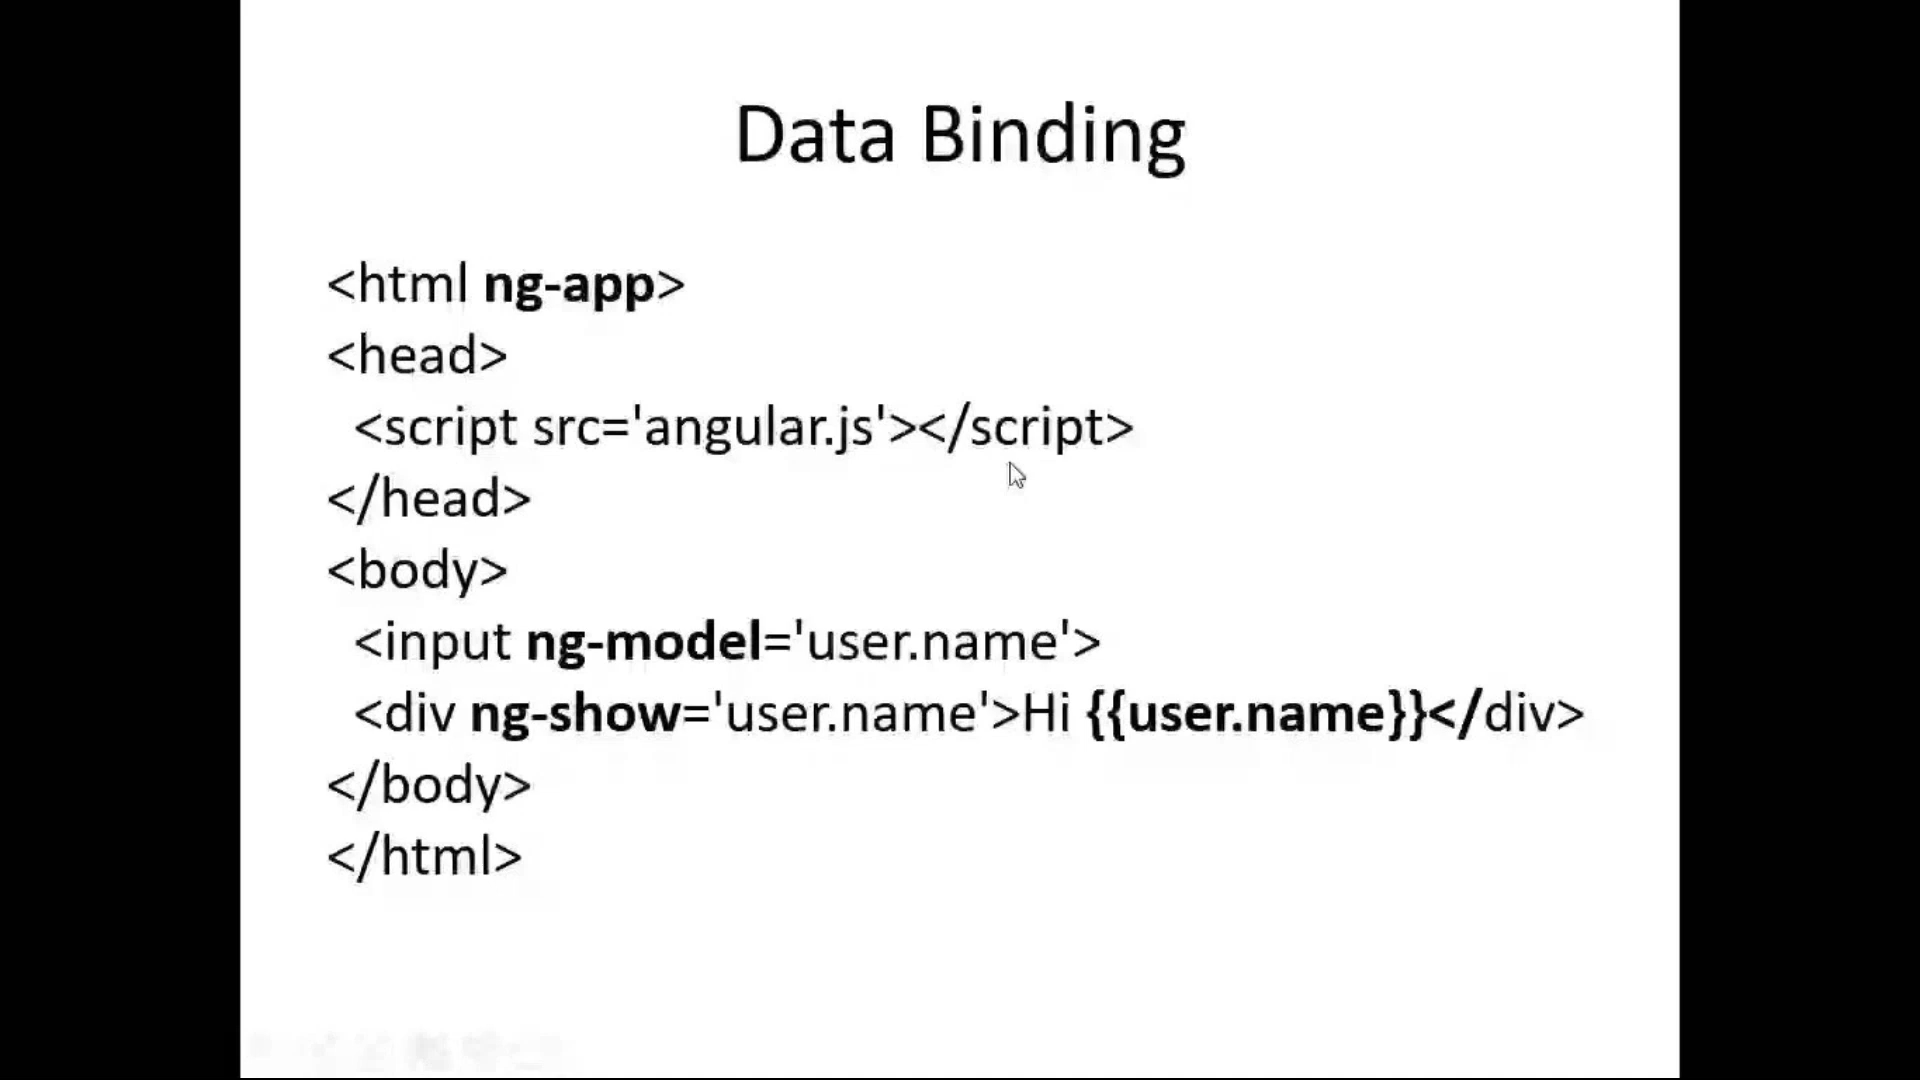 Data Binding
<html ng-app>
<head>
<script src='angular.js'></script>
</head>
<body>
<input ng-model='user.name'>
<div ng-show='user.name'>Hi {{user.name}}</div>
</body>
</html>